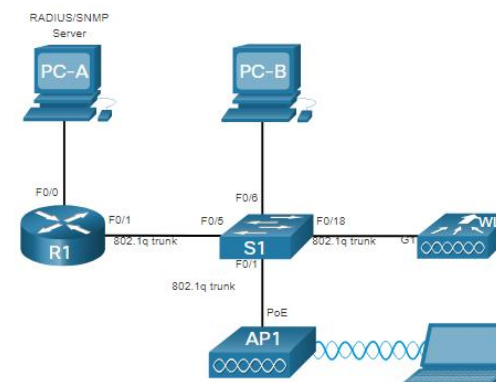 RADIUS/SNMP
Server
PC-A
PC-B
F0/0
F0/6
F0/1
F0/5
F0/18
R1
802.1q trunk
S1
802.1q trunk
G1
F0/1
802.1q trunk
PoE
AP1